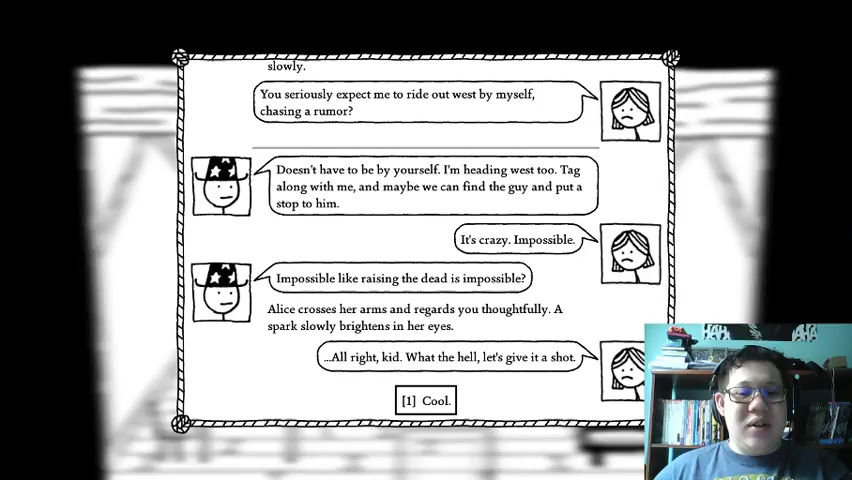 slowly.
You seriously expect me to ride out west by myself,
chasing a rumor?
Doesn't have to be by yourself. I'm heading west too. Tag
along with me, and maybe we can find the guy and put a
stop to him.
It's crazy. Impossible.
Impossible like raising the dead is impossible?
Alice crosses her arms and regards you thoughtfully. A
spark slowly brightens in her eyes.
...All right, kid. What the hell, let's give it a shot.
[1] Cool.